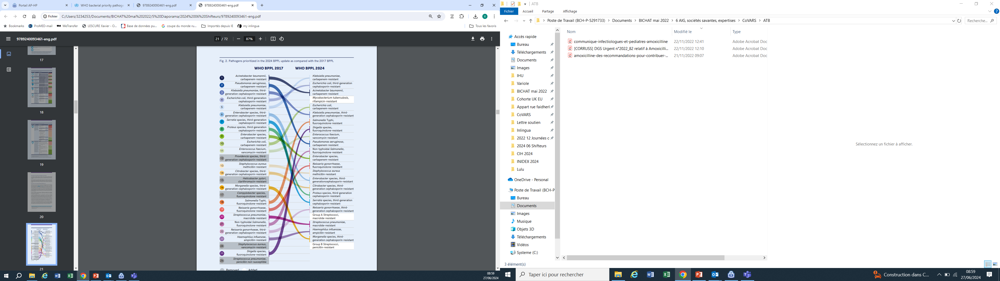 Portail AP-HP
WHO bacterial priority pathoge
9789240093461-eng.pdf
9789240093461-eng.pdf
Fichier
C:/Users/3234253/Documents/BICHAT%20mai%202022/5%20Diaporama/2024%2006%20Shifteurs/9789240093461-eng.pdf
Bookmarks
ProMED-mail
WeTransfer
LESCURE Xavier - O...
Base de données pu...
coupe du monde ru...
Importés depuis IE
my inlingua
Tous les favoris
9789240093461-eng.pdf
21 / 72
87%
17
18
19
20
21
Fig. 2. Pathogens prioritized in the 2024 BPPL update as compared with the 2017 BPPL
WHO BPPL 2017
WHO BPPL 2024
1
Acinetobacter baumannii,
carbapenem-resistant
2
Pseudomonas aeruginosa,
carbapenem-resistant
3
Klebsiella pneumoniae, third-
generation cephalosporin-resistant
4
Escherichia coli, third-generation
cephalosporin-resistant
5
Klebsiella pneumoniae,
carbapenem-resistant
6
Enterobacter species, third-
generation cephalosporin-resistant
7
Serratia species, third-generation
cephalosporin-resistant
8
Proteus species, third-generation
cephalosporin-resistant
9
Enterobacter species,
carbapenem-resistant
10
Escherichia coli,
carbapenem-resistant
11
Enterococcus faecium,
vancomycin-resistant
12
Providencia species, third-
generation cephalosporin-resistant
13
Staphylococcus aureus
methicillin-resistant
14
Citrobacter species, third-
generation cephalosporin-resistant
15
Helicobacter pylori,
clarithromycin-resistant
16
Morganella species, third-
generation cephalosporin-resistant
17
Campylobacter species,
fluoroquinolone-resistant
18
Salmonella Typhi,
fluoroquinolone-resistant
19
Neisseria gonorrhoeae,
fluoroquinolone-resistant
20
Streptococcus pneumoniae,
macrolide-resistant
21
Non-typhoidal Salmonella,
fluoroquinolone-resistant
22
Neisseria gonorrhoeae, third-
generation cephalosporin-resistant
23
Haemophilus influenzae,
ampicillin-resistant
24
Staphylococcus aureus,
vancomycin-resistant
25
Shigella species,
fluoroquinolone-resistant
26
Streptococcus pneumoniae,
penicillin non-susceptible
Klebsiella pneumoniae,
carbapenem-resistant
Escherichia coli, third-generation
cephalosporin-resistant
Acinetobacter baumannii,
carbapenem-resistant
Mycobacterium tuberculosis,
rifampicin-resistant
Escherichia coli,
carbapenem-resistant
Klebsiella pneumoniae, third-
generation cephalosporin-resistant
Salmonella Typhi,
fluoroquinolone-resistant
Shigella species,
fluoroquinolone-resistant
Enterococcus faecium,
vancomycin-resistant
Pseudomonas aeruginosa,
carbapenem-resistant
Non-typhoidal Salmonella,
fluoroquinolone-resistant
Enterobacter species,
carbapenem-resistant
Neisseria gonorrhoeae,
fluoroquinolone-resistant
Staphylococcus aureus
methicillin-resistant
Enterobacter species, third-
generationcephalosporin-resistant
Citrobacter species, third-
generation cephalosporin-resistant
Proteus species, third-generation
cephalosporin-resistant
Serratia species, third-generation
cephalosporin-resistant
Neisseria gonorrhoeae, third-
generation cephalosporin-resistant
Group A Streptococci,
macrolide-resistant
Streptococcus pneumoniae,
macrolide-resistant
Haemophilus influenzae,
ampicillin-resistant
Morganella species, third-
generation cephalosporin-resistant
Group B Streptococci,
penicillin-resistant
Removed
Added
08:59
27/06/2024
ATB
Fichier
Accueil
Partage
Affichage
Poste de Travail (BCH-P-5291733) > Documents > BICHAT mai 2022 > 6 AIG, sociétés savantes, expertises > CoVARS > ATB
Recherche...
Accès rapide
Bureau
Téléchargements
Documents
Images
IHU
Variole
BICHAT mai 2022
Cohorte UK EU
Appart rue faidherl
CoVARS
Lettre soutien
Inlingua
2022 12 Journées c
2024 06 Shifteurs
CIH 2024
INIDEX 2024
Lulu
OneDrive - Personal
Poste de Travail (BCH-P
Bureau
Documents
Images
Musique
Objets 3D
Téléchargements
Vidéos
Systeme (C:)
Nom
Modifié le
Type
communique-infectiologues-et-pediatres-amoxicilline
22/11/2022 12:41
Adobe Acrobat Doc
[CORRUSS] DGS Urgent n°2022_82 relatif à Amoxicilli...
22/11/2022 12:10
Adobe Acrobat Doc
amoxicilline-des-recommandations-pour-contribuer-...
21/11/2022 09:07
Adobe Acrobat Doc
Sélectionnez un fichier à afficher.
3 élément(s)
Taper ici pour rechercher
Construction dans C...
08:59
27/06/2024